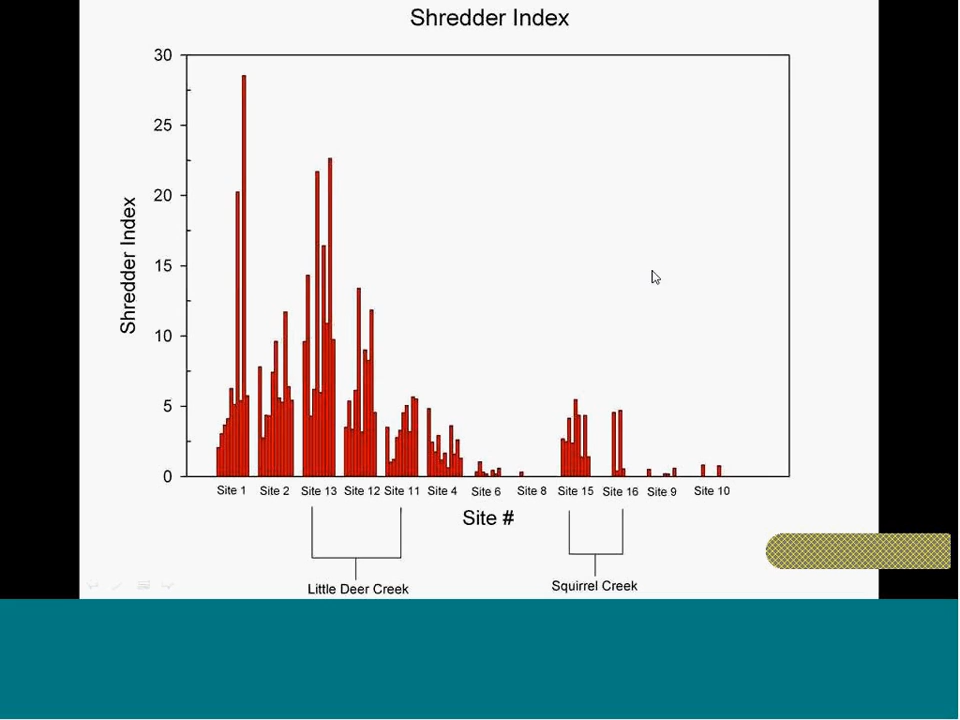 Shredder Index
30
25
20
15
10
5
0
Shredder Index
Site 1 Site 2 Site 13 Site 12 Site 11 Site 4 Site 6 Site 8 Site 15 Site 16 Site 9 Site 10
Site #
Little Deer Creek
Squirrel Creek